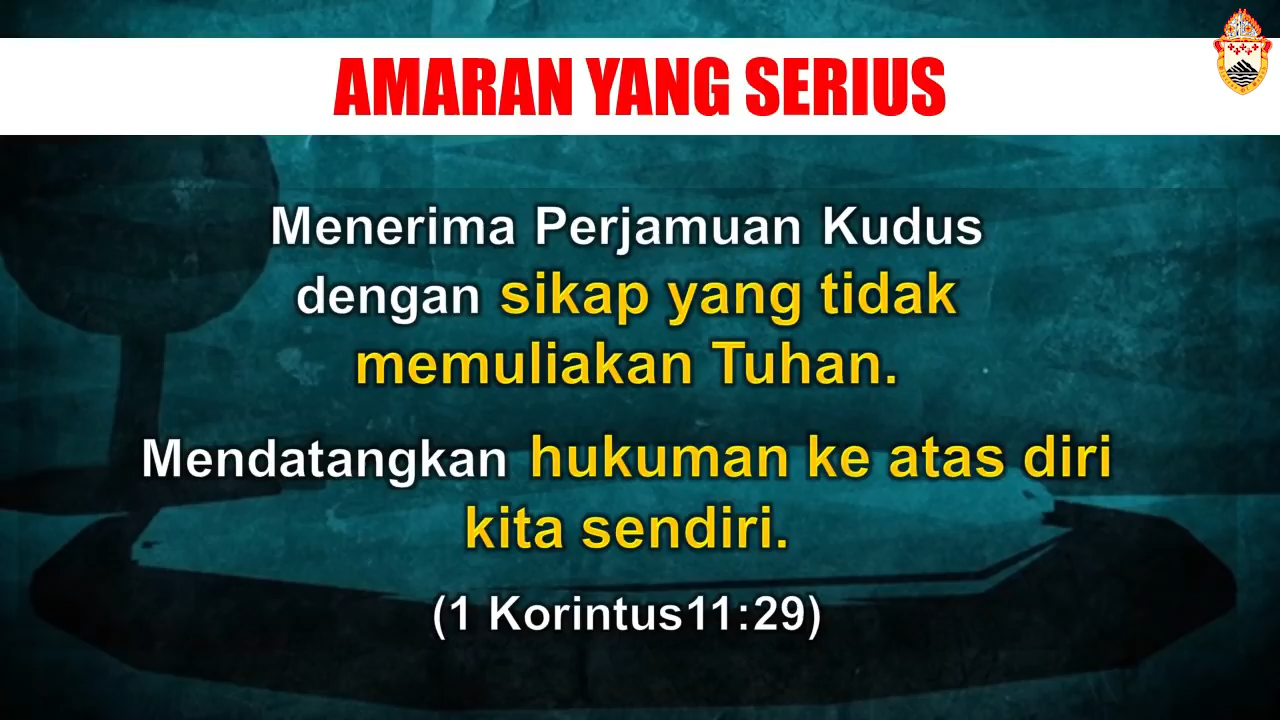 AMARAN YANG SERIUS
Menerima Perjamuan Kudus
dengan sikap yang tidak
memuliakan Tuhan.
Mendatangkan hukuman ke atas diri
kita sendiri.
(1 Korintus11:29)